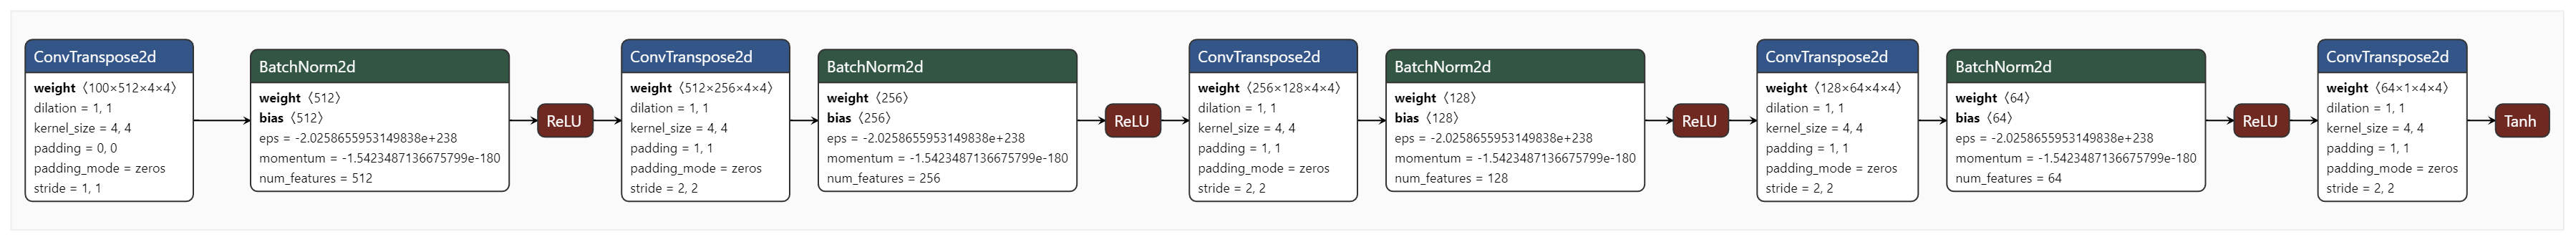 ConvTranspose2d
weight〈100×512×4×4〉
dilation = 1, 1
kernel_size = 4, 4
padding = 0, 0
padding_mode = zeros
stride = 1, 1
BatchNorm2d
weight〈512〉
bias〈512〉
eps = -2.0258655953149838e+238
momentum = -1.5423487136675799e-180
num_features = 512
ReLU
ConvTranspose2d
weight〈512×256×4×4〉
dilation = 1, 1
kernel_size = 4, 4
padding = 1, 1
padding_mode = zeros
stride = 2, 2
BatchNorm2d
weight〈256〉
bias〈256〉
eps = -2.0258655953149838e+238
momentum = -1.5423487136675799e-180
num_features = 256
ReLU
ConvTranspose2d
weight〈256×128×4×4〉
dilation = 1, 1
kernel_size = 4, 4
padding = 1, 1
padding_mode = zeros
stride = 2, 2
BatchNorm2d
weight〈128〉
bias〈128〉
eps = -2.0258655953149838e+238
momentum = -1.5423487136675799e-180
num_features = 128
ReLU
ConvTranspose2d
weight〈128×64×4×4〉
dilation = 1, 1
kernel_size = 4, 4
padding = 1, 1
padding_mode = zeros
stride = 2, 2
BatchNorm2d
weight〈64〉
bias〈64〉
eps = -2.0258655953149838e+238
momentum = -1.5423487136675799e-180
num_features = 64
ReLU
ConvTranspose2d
weight〈64×1×4×4〉
dilation = 1, 1
kernel_size = 4, 4
padding = 1, 1
padding_mode = zeros
stride = 2, 2
Tanh